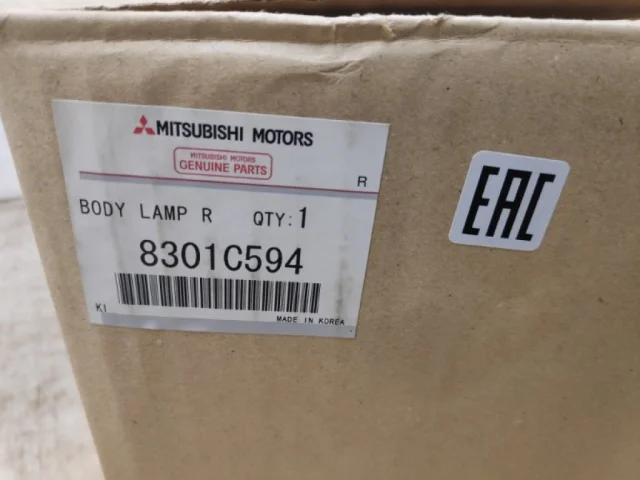 MITSUBISHI MOTORS
MITSUBISHI MOTORS
GENUINE PARTS
R
BODY LAMP R QTY:1
8301C594
KI
MADE IN KOREA
EAC